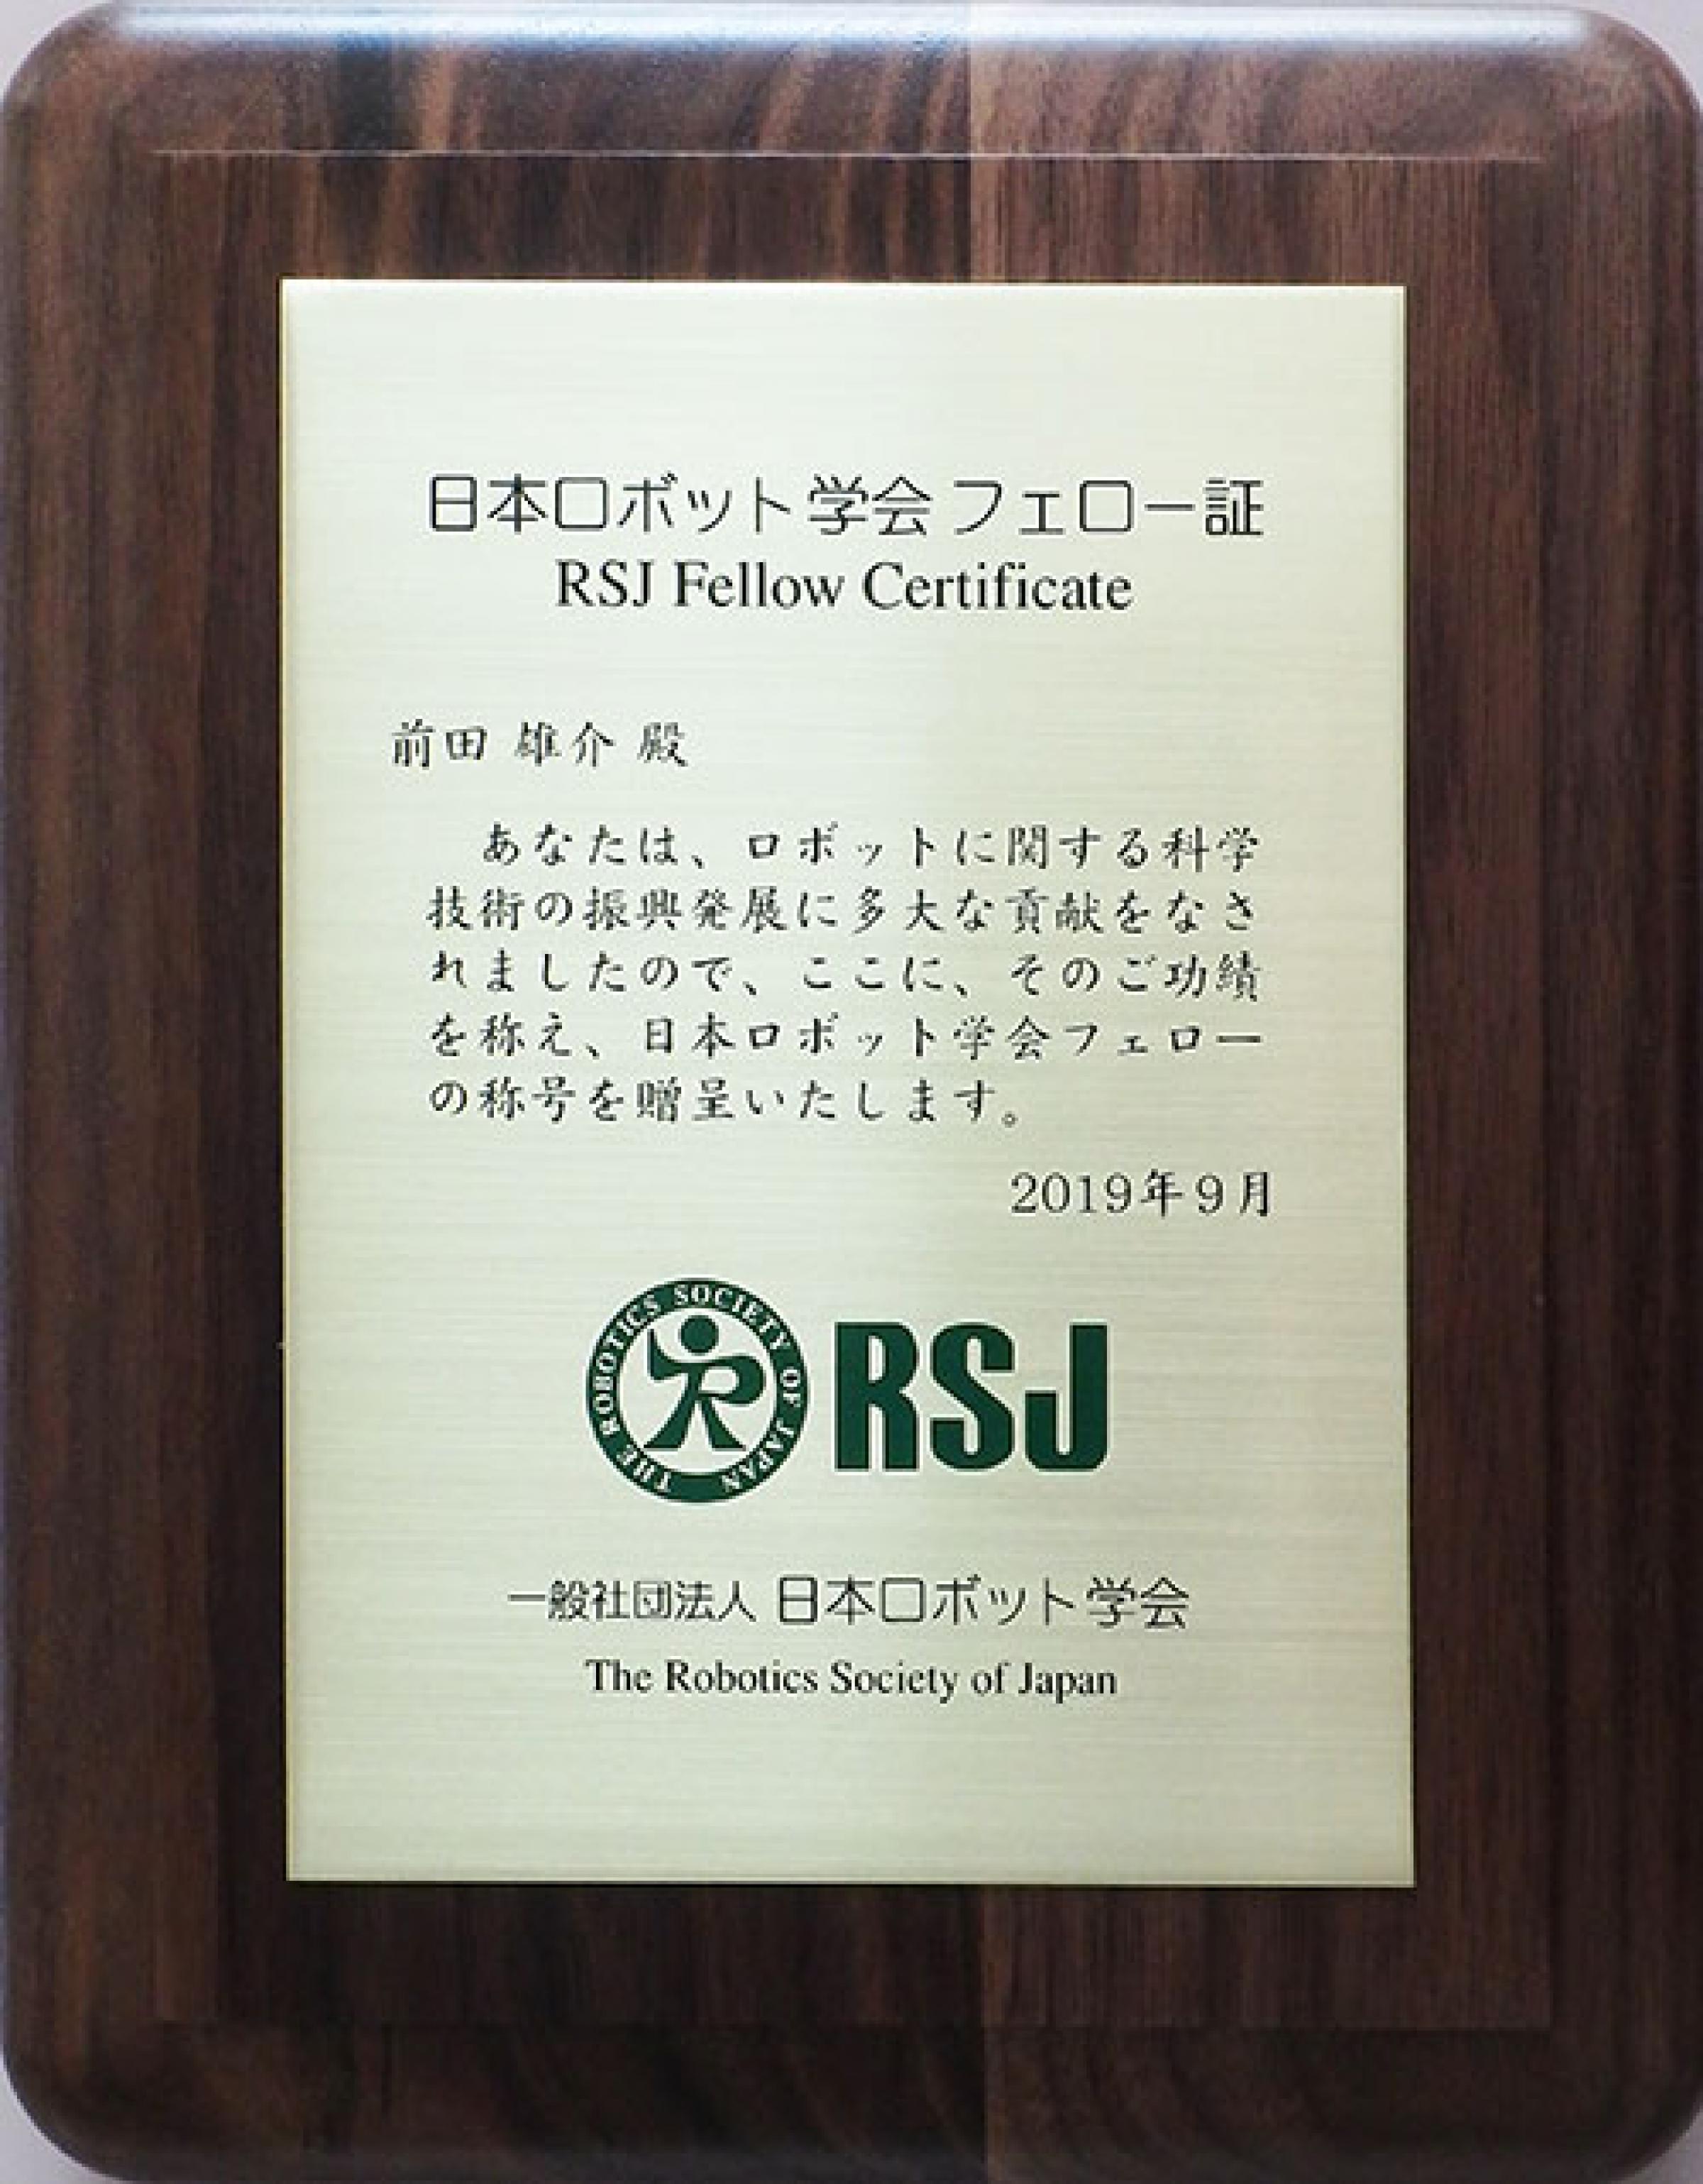 日本ロボット学会 フェロー証
RSJ Fellow Certificate
前田 雄介 殿
あなたは、ロボットに関する科学
技術の振興発展に多大な貢献をなさ
れましたので、ここに、そのご功績
を称え、日本ロボット学会フェロー
の称号を贈呈いたします。
2019年9月
THE ROBOTICS SOCIETY OF JAPAN
RSJ
一般社団法人 日本ロボット学会
The Robotics Society of Japan